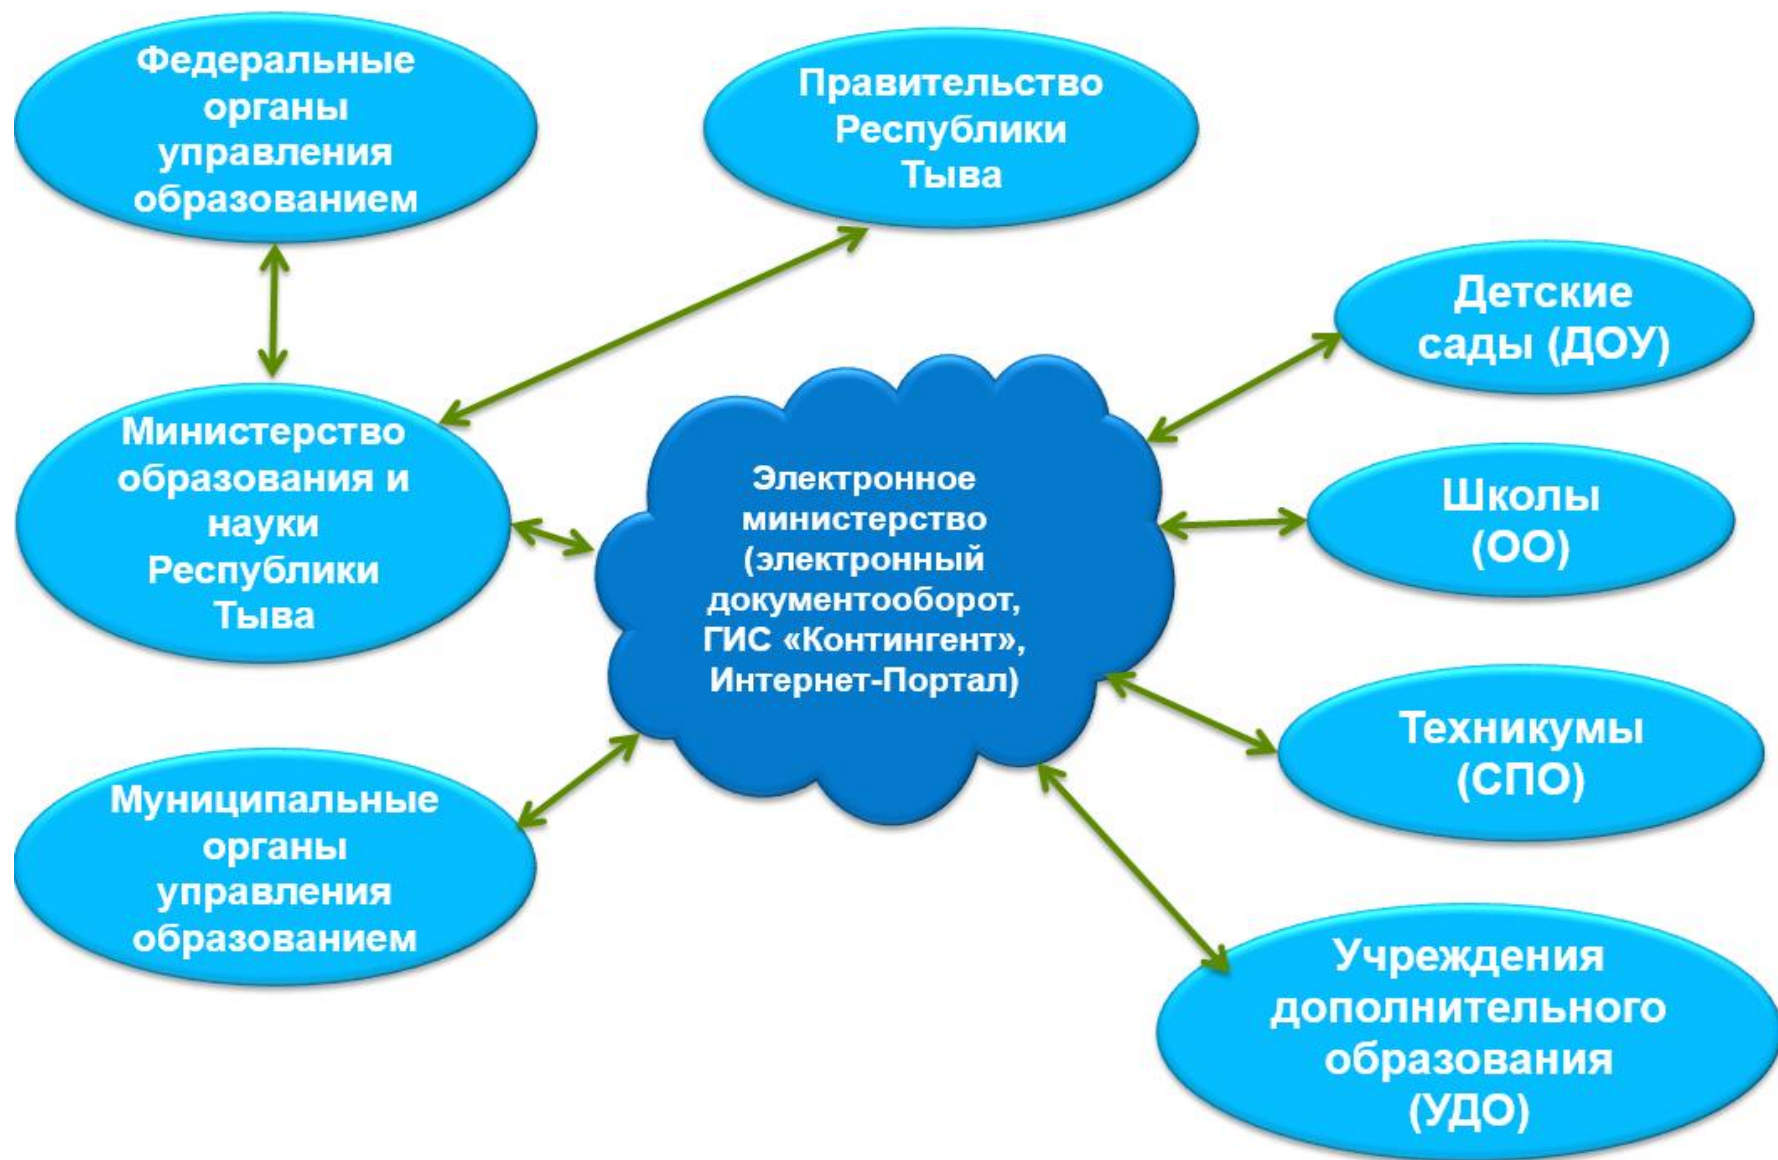 Федеральные
органы
управления
образованием
Правительство
Республики
Тыва
Детские
сады (ДОУ)
Министерство
образования и
науки
Республики
Тыва
Электронное
министерство
(электронный
документооборот,
ГИС «Контингент»,
Интернет-Портал)
Школы
(ОО)
Техникумы
(СПО)
Муниципальные
органы
управления
образованием
Учреждения
дополнительного
образования
(УДО)